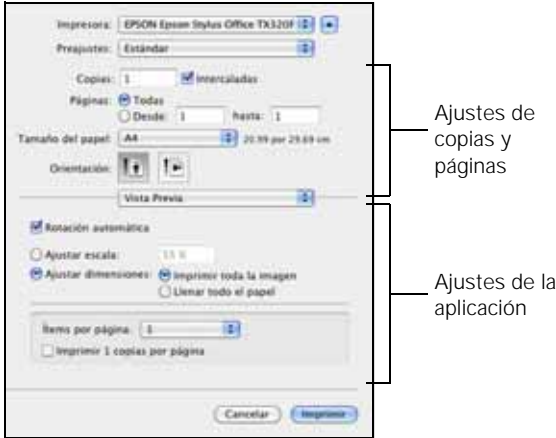 Impresora: EPSON Epson Stylus Office TX320F
Preajustes: Estándar
Copias: 1 Intercaladas
Páginas: Todas
Desde: 1 hasta: 1
Tamaño del papel: A4 20.99 por 29.69 cm
Orientación:
Vista Previa
Rotación automática
Ajustar escala:
Ajustar dimensiones: Imprimir toda la imagen
Llenar todo el papel
Ítems por página: 1
Imprimir 1 copias por página
Cancelar Imprimir
Ajustes de
copias y
páginas
Ajustes de la
aplicación